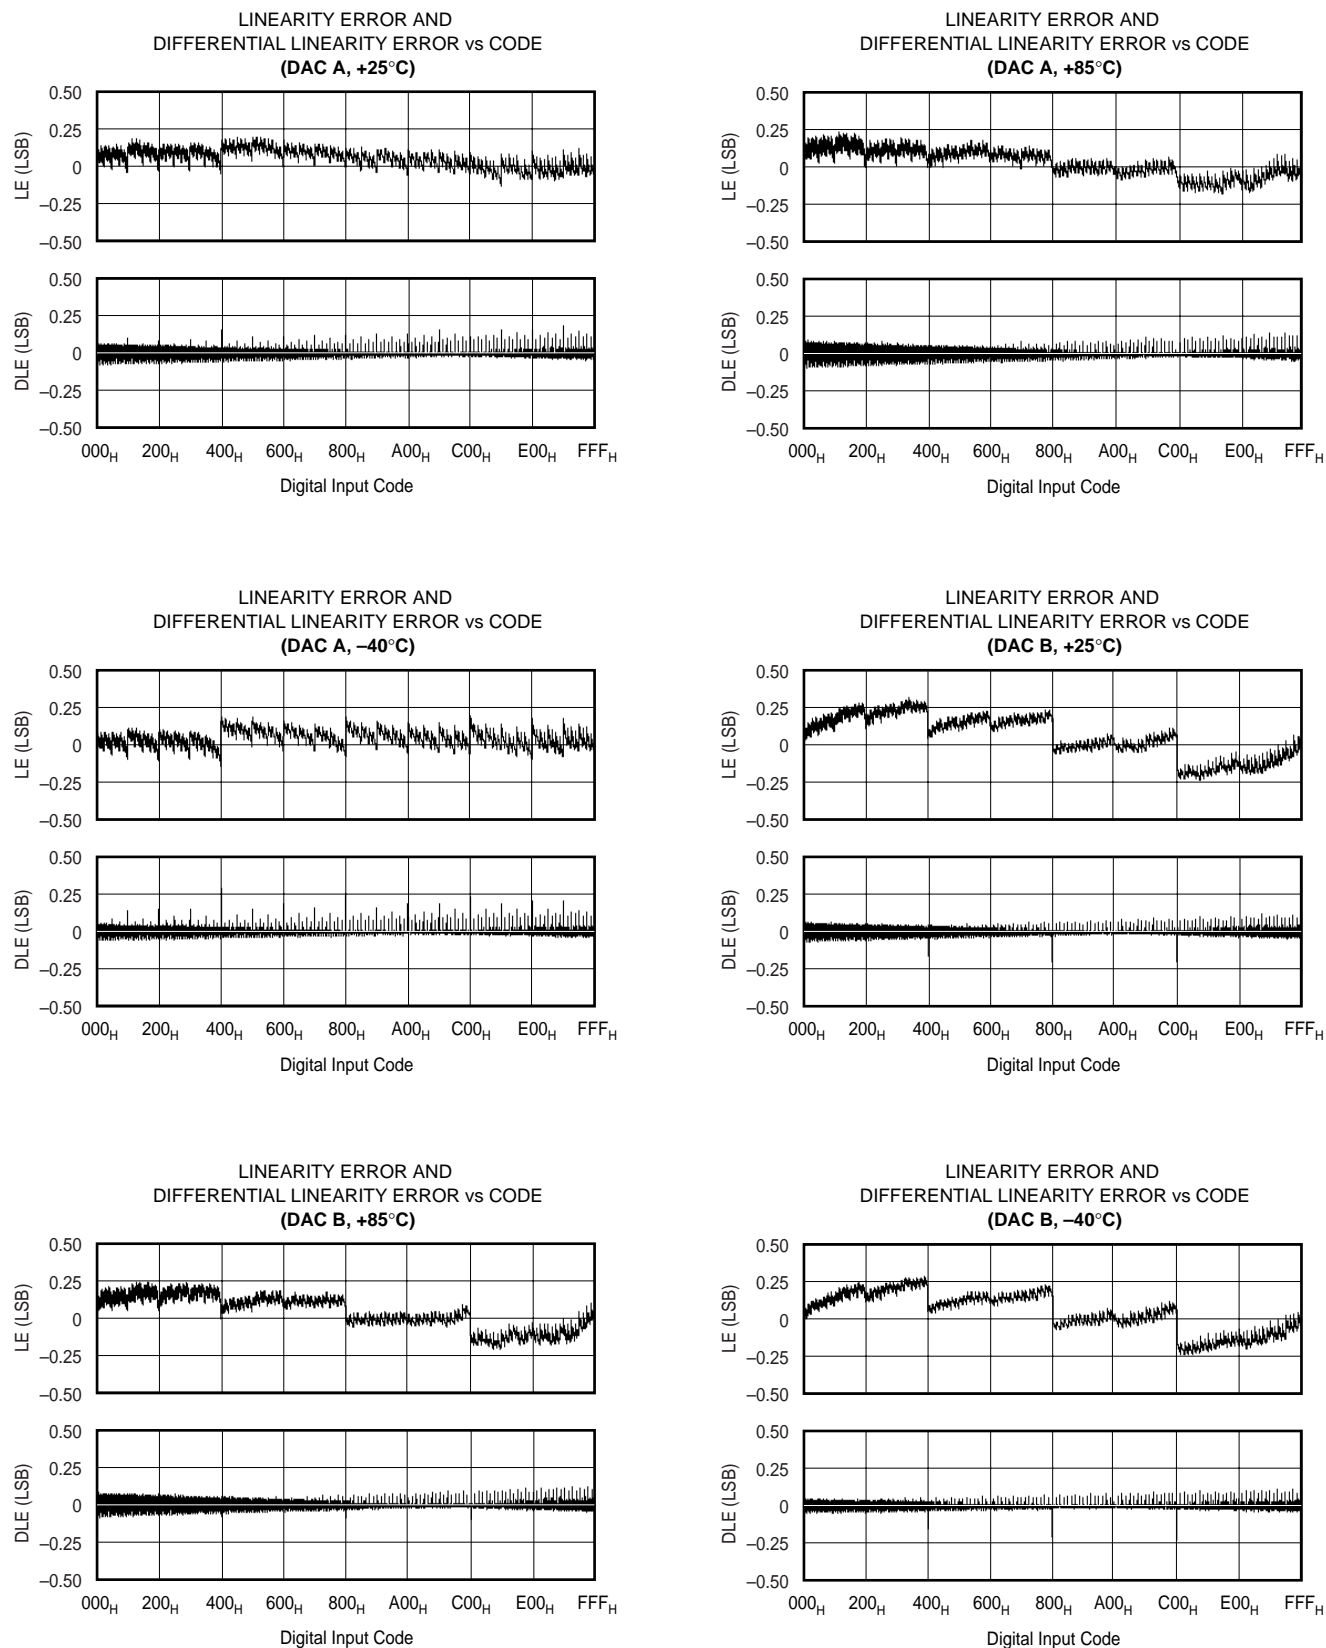 LINEARITY ERROR AND
DIFFERENTIAL LINEARITY ERROR vs CODE
(DAC A, +25°C)
0.50
0.25
0
–0.25
–0.50
LE (LSB)
0.50
0.25
0
–0.25
–0.50
DLE (LSB)
000H 200H 400H 600H 800H A00H C00H E00H FFFH
Digital Input Code
LINEARITY ERROR AND
DIFFERENTIAL LINEARITY ERROR vs CODE
(DAC A, +85°C)
0.50
0.25
0
–0.25
–0.50
LE (LSB)
0.50
0.25
0
–0.25
–0.50
DLE (LSB)
000H 200H 400H 600H 800H A00H C00H E00H FFFH
Digital Input Code
LINEARITY ERROR AND
DIFFERENTIAL LINEARITY ERROR vs CODE
(DAC A, –40°C)
0.50
0.25
0
–0.25
–0.50
LE (LSB)
0.50
0.25
0
–0.25
–0.50
DLE (LSB)
000H 200H 400H 600H 800H A00H C00H E00H FFFH
Digital Input Code
LINEARITY ERROR AND
DIFFERENTIAL LINEARITY ERROR vs CODE
(DAC B, +25°C)
0.50
0.25
0
–0.25
–0.50
LE (LSB)
0.50
0.25
0
–0.25
–0.50
DLE (LSB)
000H 200H 400H 600H 800H A00H C00H E00H FFFH
Digital Input Code
LINEARITY ERROR AND
DIFFERENTIAL LINEARITY ERROR vs CODE
(DAC B, +85°C)
0.50
0.25
0
–0.25
–0.50
LE (LSB)
0.50
0.25
0
–0.25
–0.50
DLE (LSB)
000H 200H 400H 600H 800H A00H C00H E00H FFFH
Digital Input Code
LINEARITY ERROR AND
DIFFERENTIAL LINEARITY ERROR vs CODE
(DAC B, –40°C)
0.50
0.25
0
–0.25
–0.50
LE (LSB)
0.50
0.25
0
–0.25
–0.50
DLE (LSB)
000H 200H 400H 600H 800H A00H C00H E00H FFFH
Digital Input Code